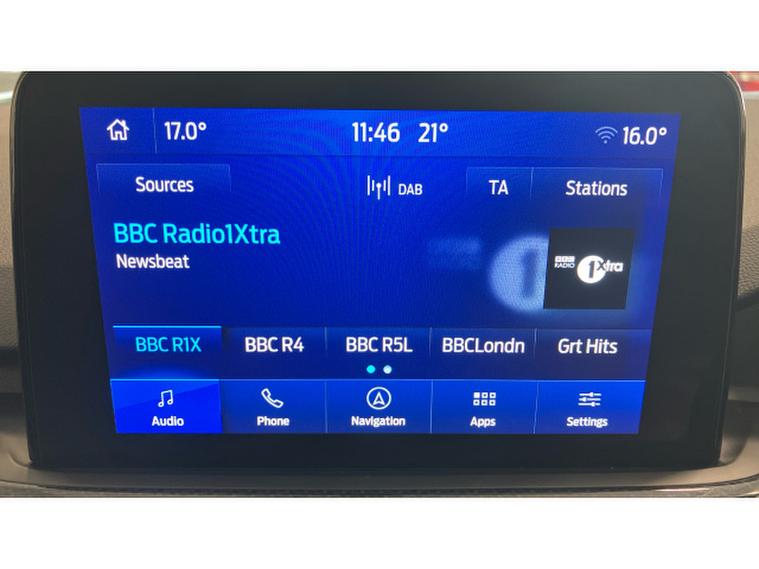 17.0° 11:46 21° 16.0°
Sources DAB TA Stations
BBC Radio1Xtra
Newsbeat
BBC RADIO 1Xtra
BBC R1X BBC R4 BBC R5L BBCLondn Grt Hits
Audio Phone Navigation Apps Settings